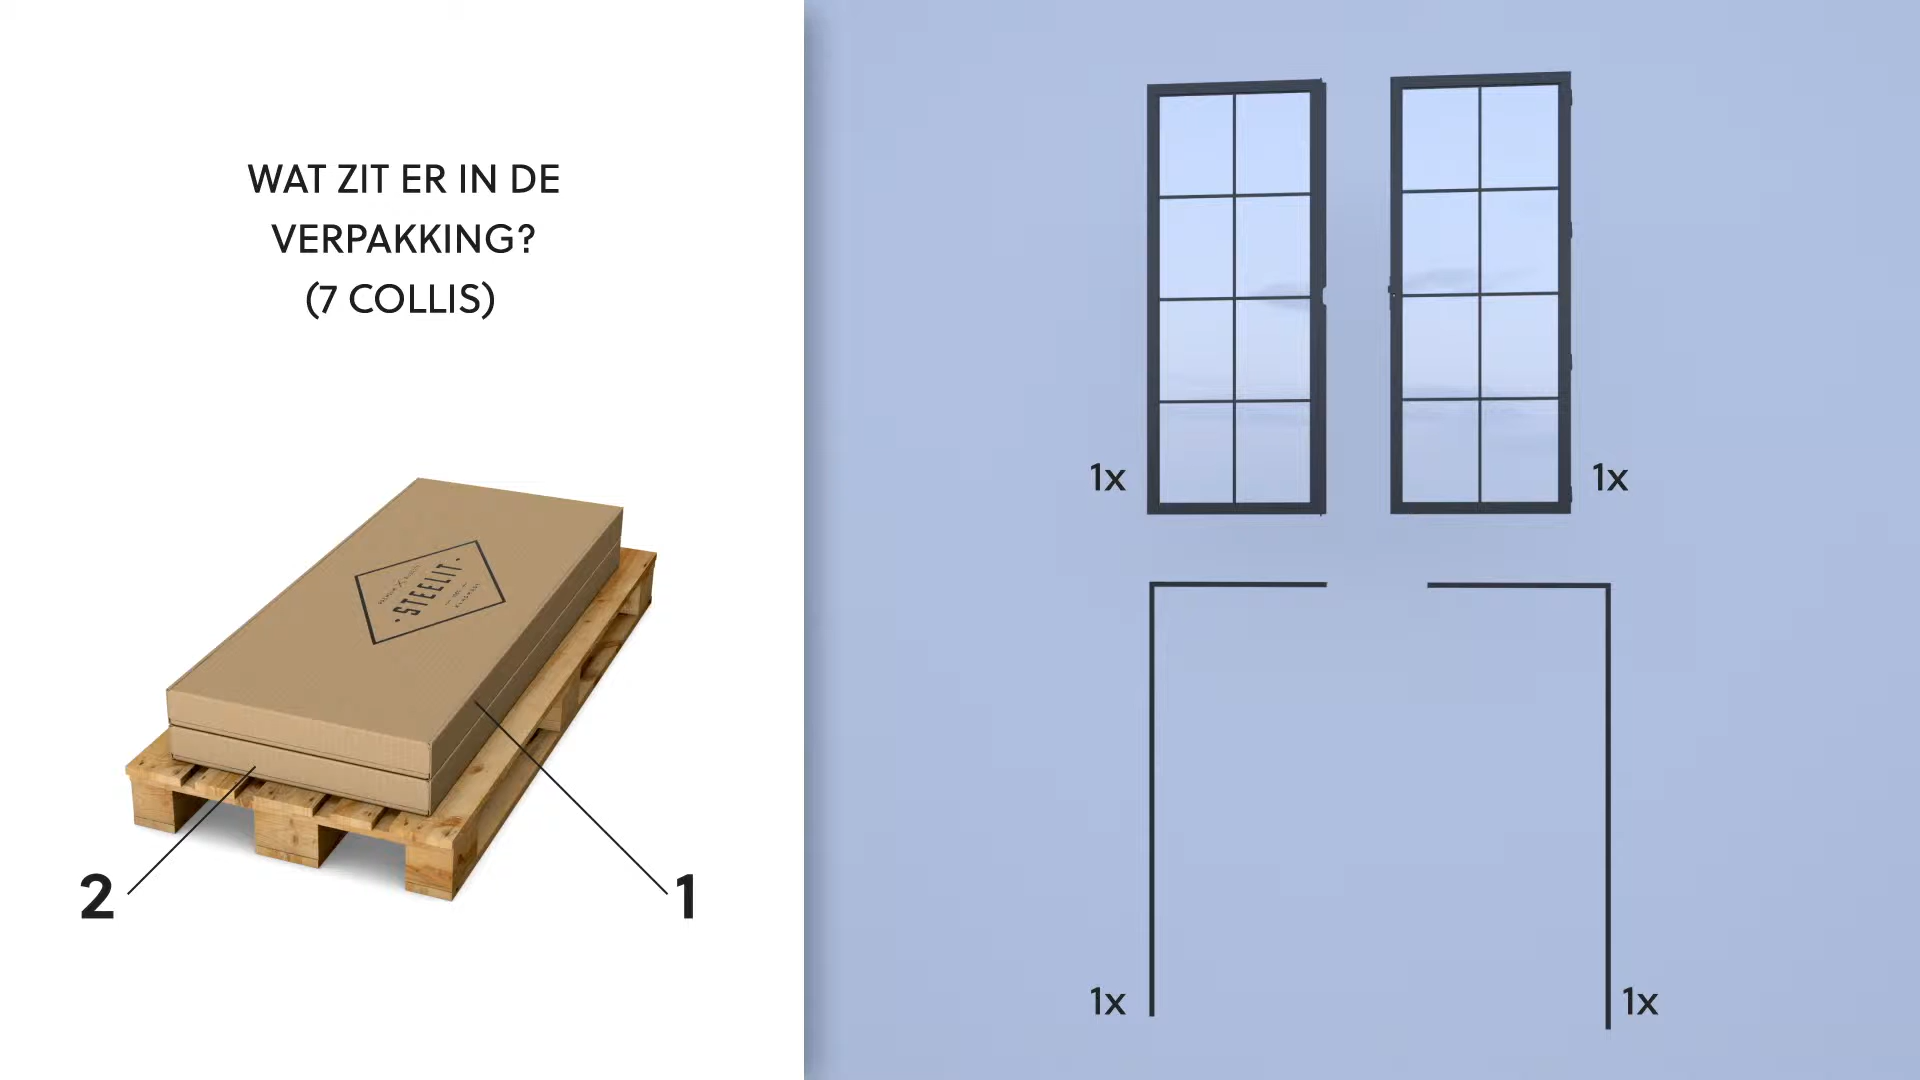 WAT ZIT ER IN DE
VERPAKKING?
(7 COLLIS)
STEELIT
2
1
1x
1x
1x
1x